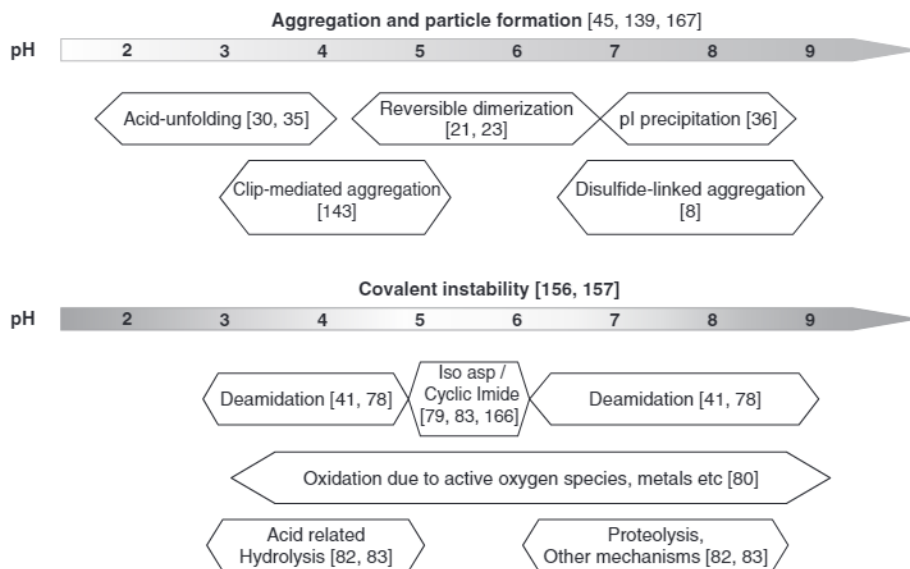 Aggregation and particle formation [45, 139, 167]
pH 2 3 4 5 6 7 8 9
Acid-unfolding [30, 35]
Reversible dimerization
[21, 23]
pI precipitation [36]
Clip-mediated aggregation
[143]
Disulfide-linked aggregation
[8]
Covalent instability [156, 157]
pH 2 3 4 5 6 7 8 9
Deamidation [41, 78]
Iso asp /
Cyclic Imide
[79, 83, 166]
Deamidation [41, 78]
Oxidation due to active oxygen species, metals etc [80]
Acid related
Hydrolysis [82, 83]
Proteolysis,
Other mechanisms [82, 83]